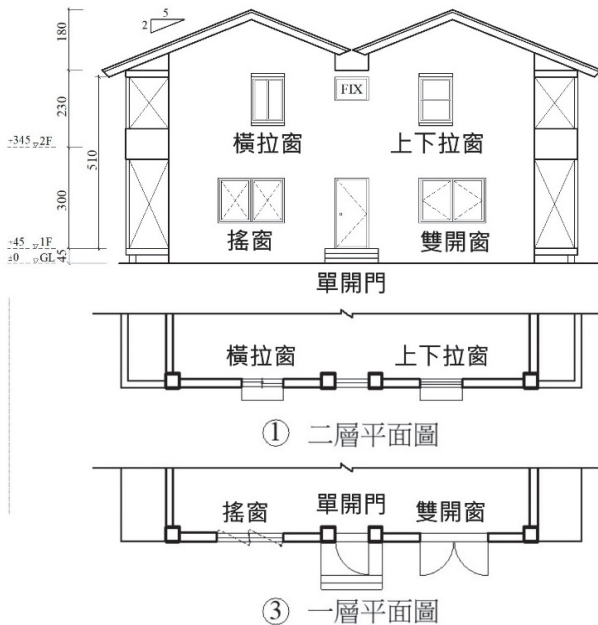 180
5
2
FIX
230
橫拉窗
上下拉窗
+345 2F
510
300
搖窗
雙開窗
+45 1F
±0 GL
45
單開門
橫拉窗
上下拉窗
① 二層平面圖
單開門
搖窗
雙開窗
③ 一層平面圖